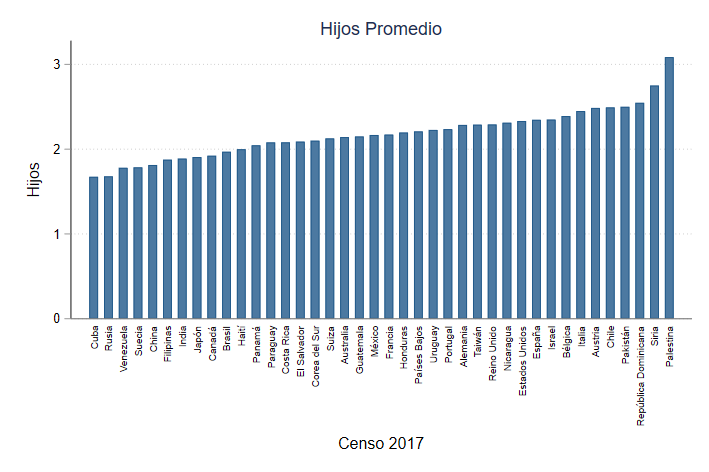 Hijos Promedio
3
2
1
0
Hijos
Cuba
Rusia
Venezuela
Suecia
China
Filipinas
India
Japón
Canadá
Brasil
Haití
Panamá
Paraguay
Costa Rica
El Salvador
Corea del Sur
Suiza
Australia
Guatemala
México
Francia
Honduras
Países Bajos
Uruguay
Portugal
Alemania
Taiwán
Reino Unido
Nicaragua
Estados Unidos
España
Israel
Bélgica
Italia
Austria
Chile
Pakistán
República Dominicana
Siria
Palestina
Censo 2017